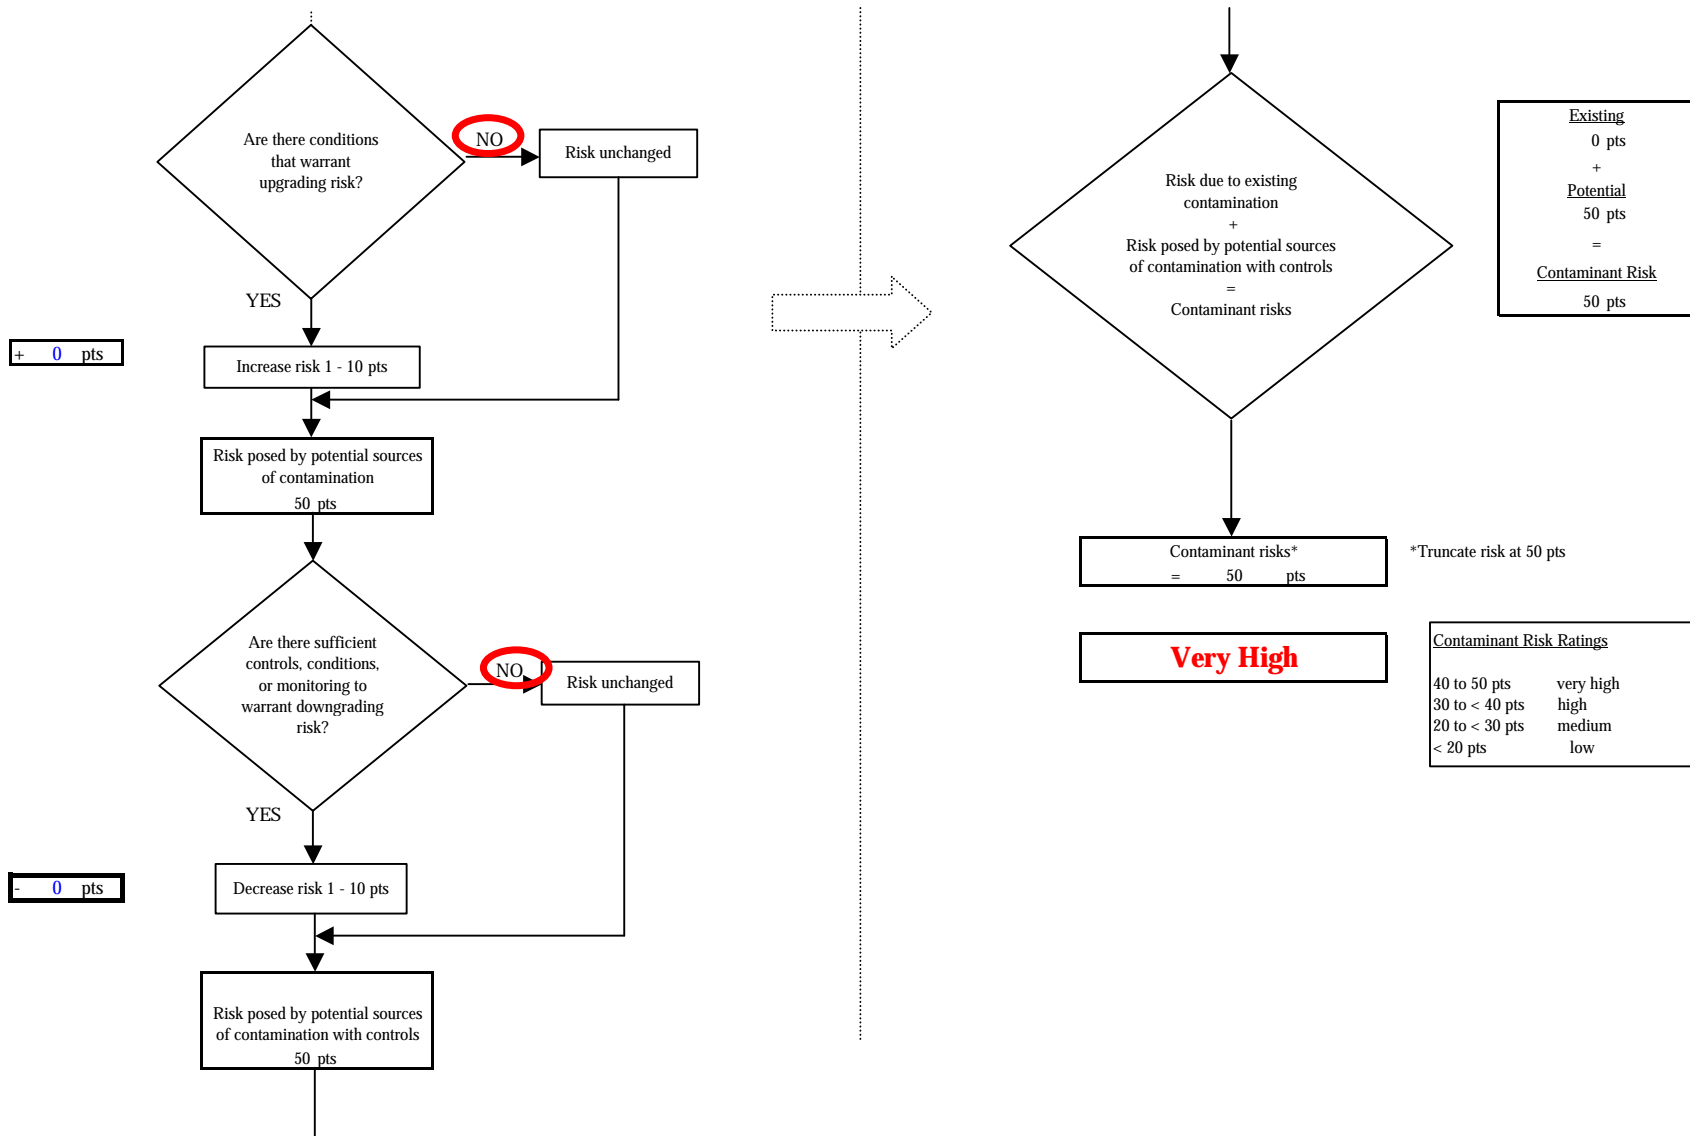 Are there conditions
that warrant
upgrading risk?
NO
Risk unchanged
YES
+ 0 pts
Increase risk 1 - 10 pts
Risk posed by potential sources
of contamination
50 pts
Are there sufficient
controls, conditions,
or monitoring to
warrant downgrading
risk?
NO
Risk unchanged
YES
- 0 pts
Decrease risk 1 - 10 pts
Risk posed by potential sources
of contamination with controls
50 pts
Risk due to existing
contamination
+
Risk posed by potential sources
of contamination with controls
=
Contaminant risks
Existing
0 pts
+
Potential
50 pts
=
Contaminant Risk
50 pts
Contaminant risks*
= 50 pts
*Truncate risk at 50 pts
Very High
Contaminant Risk Ratings
40 to 50 pts very high
30 to < 40 pts high
20 to < 30 pts medium
< 20 pts low